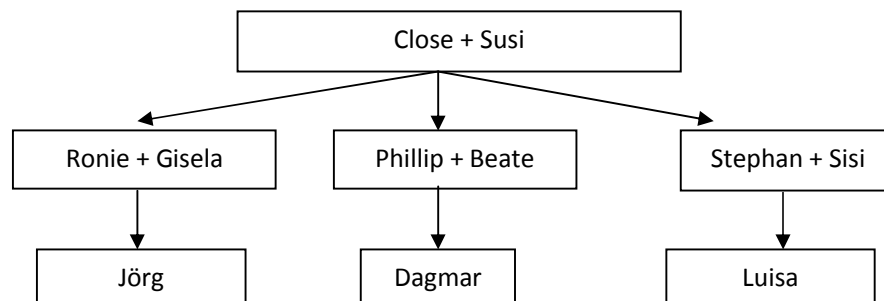 Close + Susi
Ronie + Gisela
Phillip + Beate
Stephan + Sisi
Jörg
Dagmar
Luisa